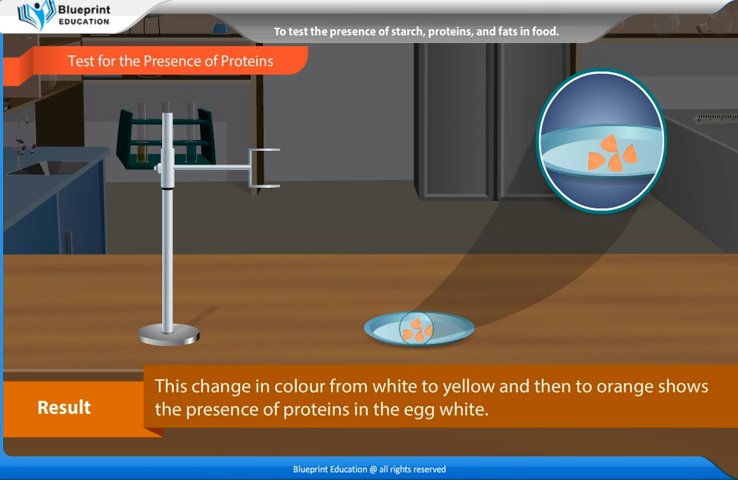 Blueprint
EDUCATION
To test the presence of starch, proteins, and fats in food.
Test for the Presence of Proteins
Result
This change in colour from white to yellow and then to orange shows
the presence of proteins in the egg white.
Blueprint Education @ all rights reserved